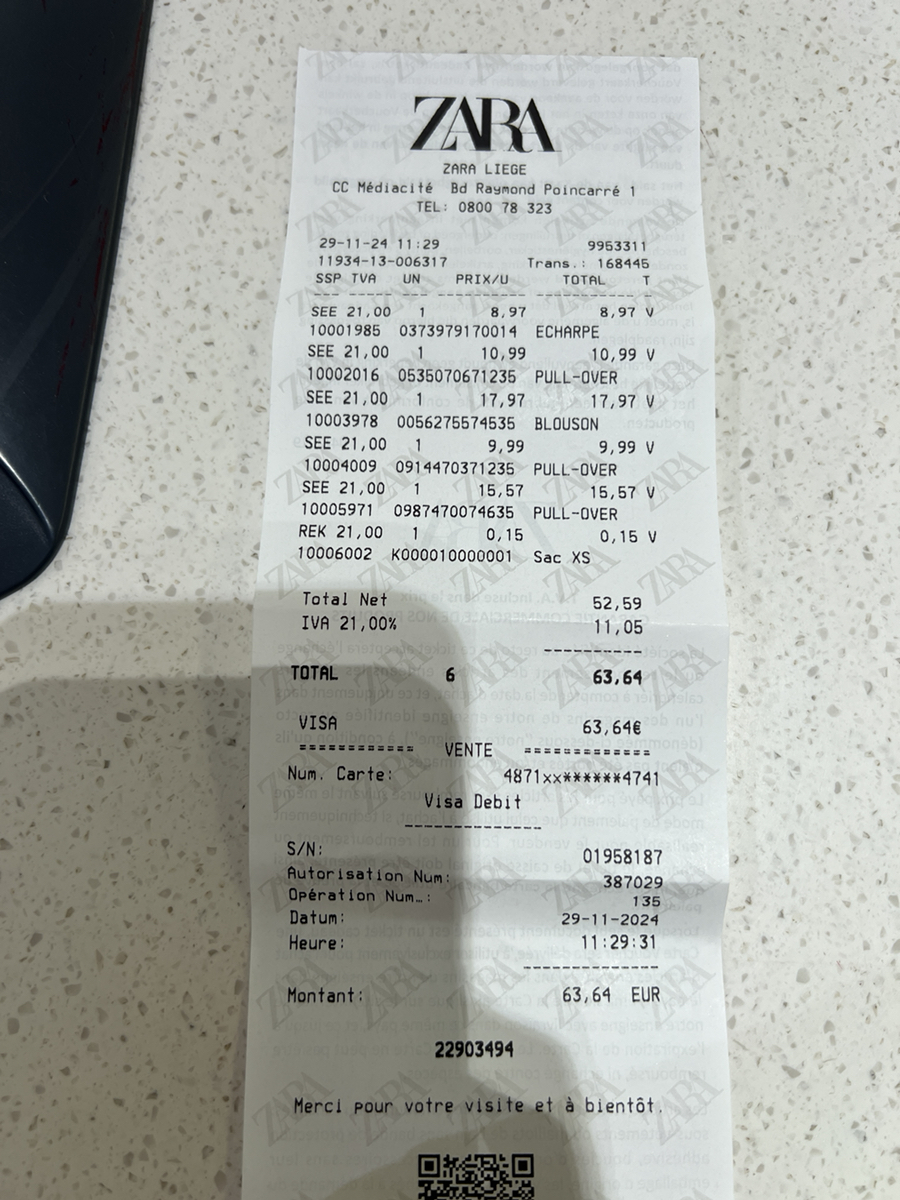 ZARA
ZARA LIEGE
CC Médiacité Bd Raymond Poincarré 1
TEL: 0800 78 323
29-11-24 11:29 9953311
11934-13-006317 Trans.: 168445
SSP TVA UN PRIX/U TOTAL T
SEE 21,00 1 8,97 8,97 V
10001985 0373979170014 ECHARPE
SEE 21,00 1 10,99 10,99 V
10002016 0535070671235 PULL-OVER
SEE 21,00 1 17,97 17,97 V
10003978 0056275574535 BLOUSON
SEE 21,00 1 9,99 9,99 V
10004009 0914470371235 PULL-OVER
SEE 21,00 1 15,57 15,57 V
10005971 0987470074635 PULL-OVER
REK 21,00 1 0,15 0,15 V
10006002 K000010000001 Sac XS
Total Net 52,59
IVA 21,00% 11,05
TOTAL 6 63,64
VISA 63,64€
============ VENTE =============
Num. Carte: 4871xx******4741
Visa Debit
S/N: 01958187
Autorisation Num: 387029
Opération Num….: 135
Datum: 29-11-2024
Heure: 11:29:31
Montant: 63,64 EUR
22903494
Merci pour votre visite et à bientôt.